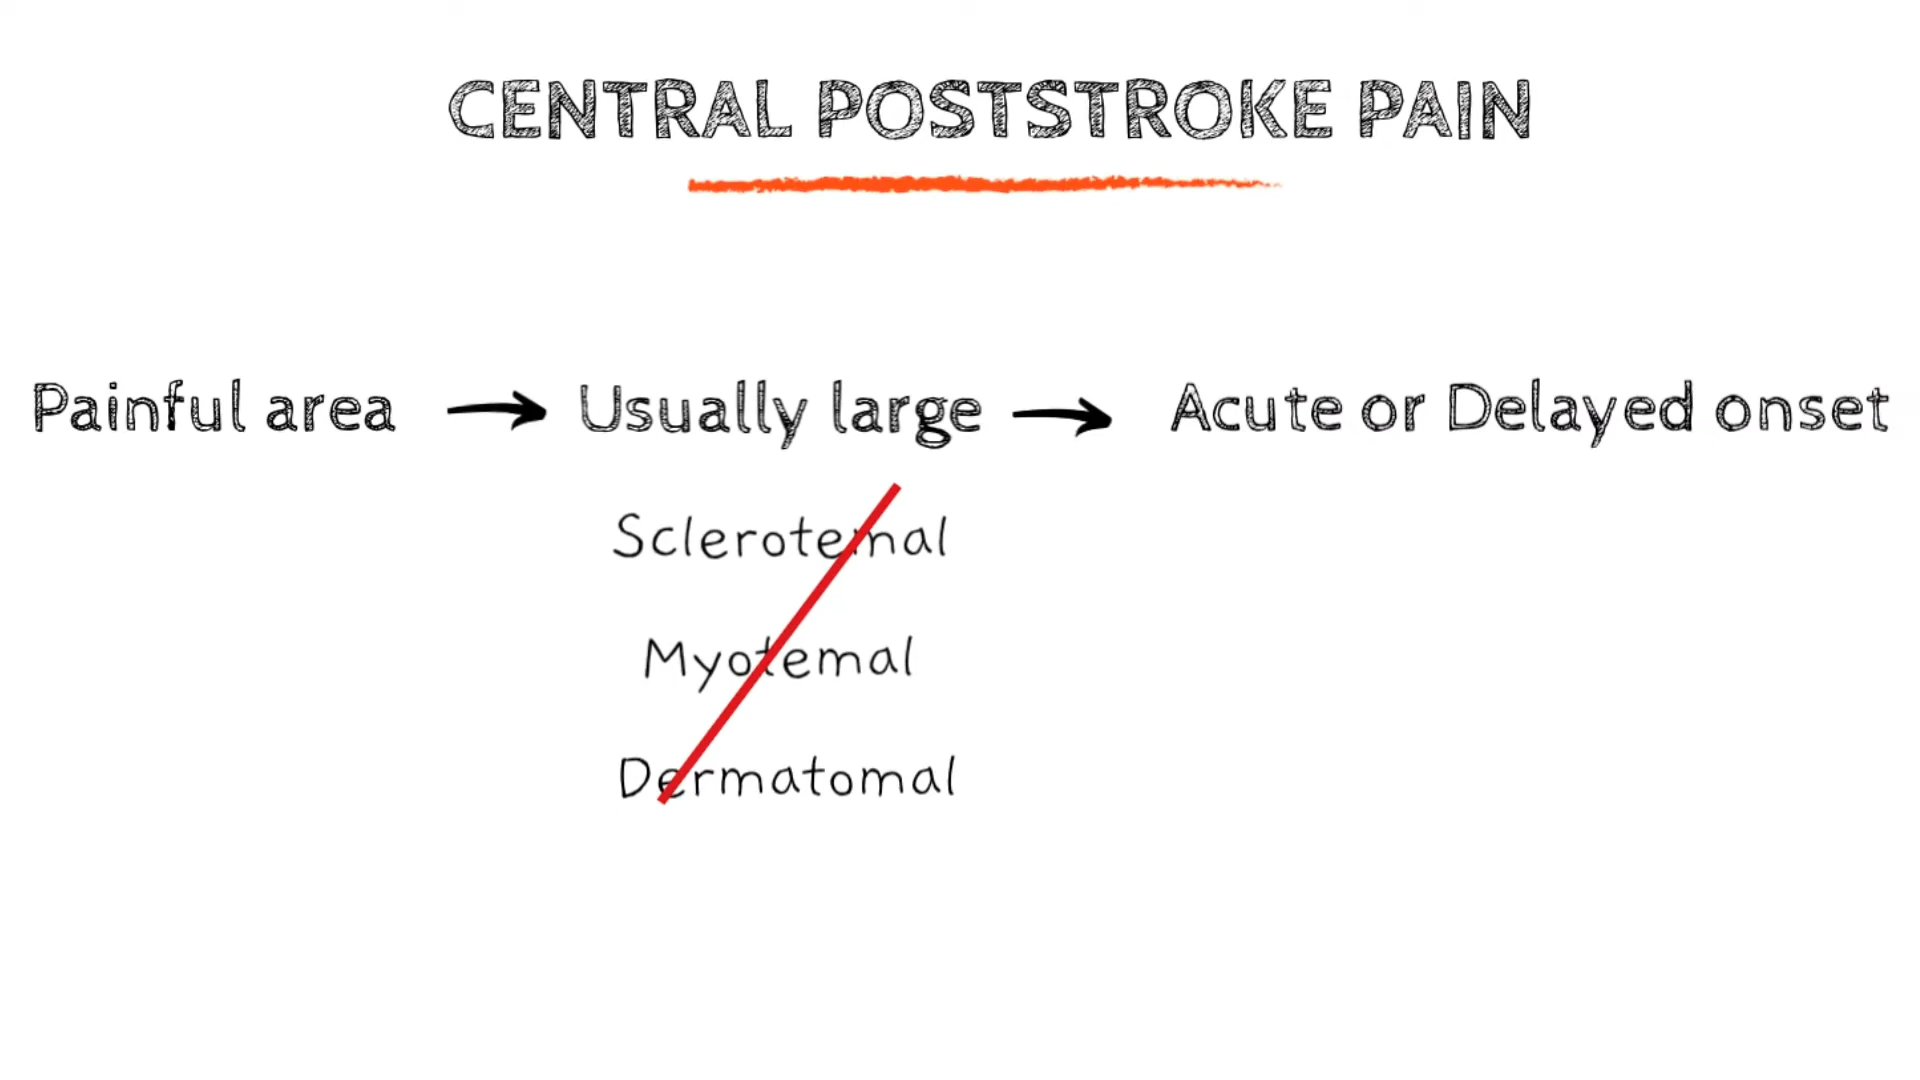 CENTRAL POSTSTROKE PAIN
Painful area → Usually large → Acute or Delayed onset
Sclerotemal
Myotemal
Dermatomal